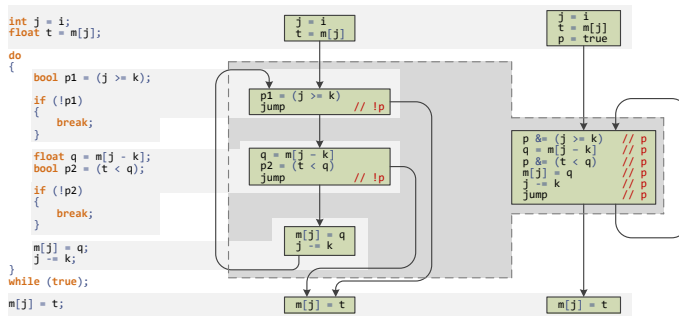 int j = i;
float t = m[j];
do
{
bool p1 = (j >= k);
if (!p1)
{
break;
}
float q = m[j - k];
bool p2 = (t < q);
if (!p2)
{
break;
}
m[j] = q;
j -= k;
}
while (true);
m[j] = t;
j = i
t = m[j]
p1 = (j >= k)
jump // !p
q = m[j - k]
p2 = (t < q)
jump // !p
m[j] = q
j -= k
m[j] = t
j = i
t = m[j]
p = true
p &= (j >= k) // p
q = m[j - k] // p
p &= (t < q) // p
m[j] = q // p
j -= k // p
jump // p
m[j] = t